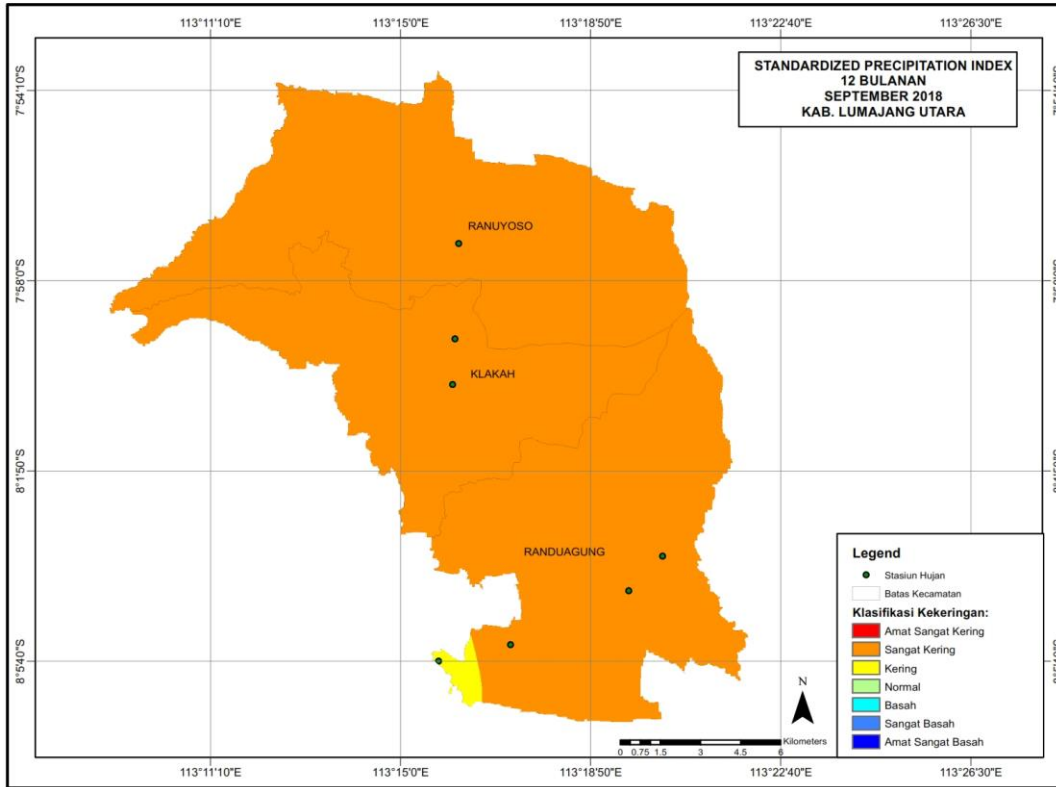 113°11'10"E 113°15'0"E 113°18'50"E 113°22'40"E 113°26'30"E
STANDARDIZED PRECIPITATION INDEX
12 BULANAN
SEPTEMBER 2018
KAB. LUMAJANG UTARA
7°54'10"S
7°58'0"S
8°1'50"S
8°5'40"S
RANUYOSO
KLAKAH
RANDUAGUNG
Legend
Stasiun Hujan
Batas Kecamatan
Klasifikasi Kekeringan:
Amat Sangat Kering
Sangat Kering
Kering
Normal
Basah
Sangat Basah
Amat Sangat Basah
N
Kilometers
0 0.75 1.5 3 4.5 6
113°11'10"E 113°15'0"E 113°18'50"E 113°22'40"E 113°26'30"E